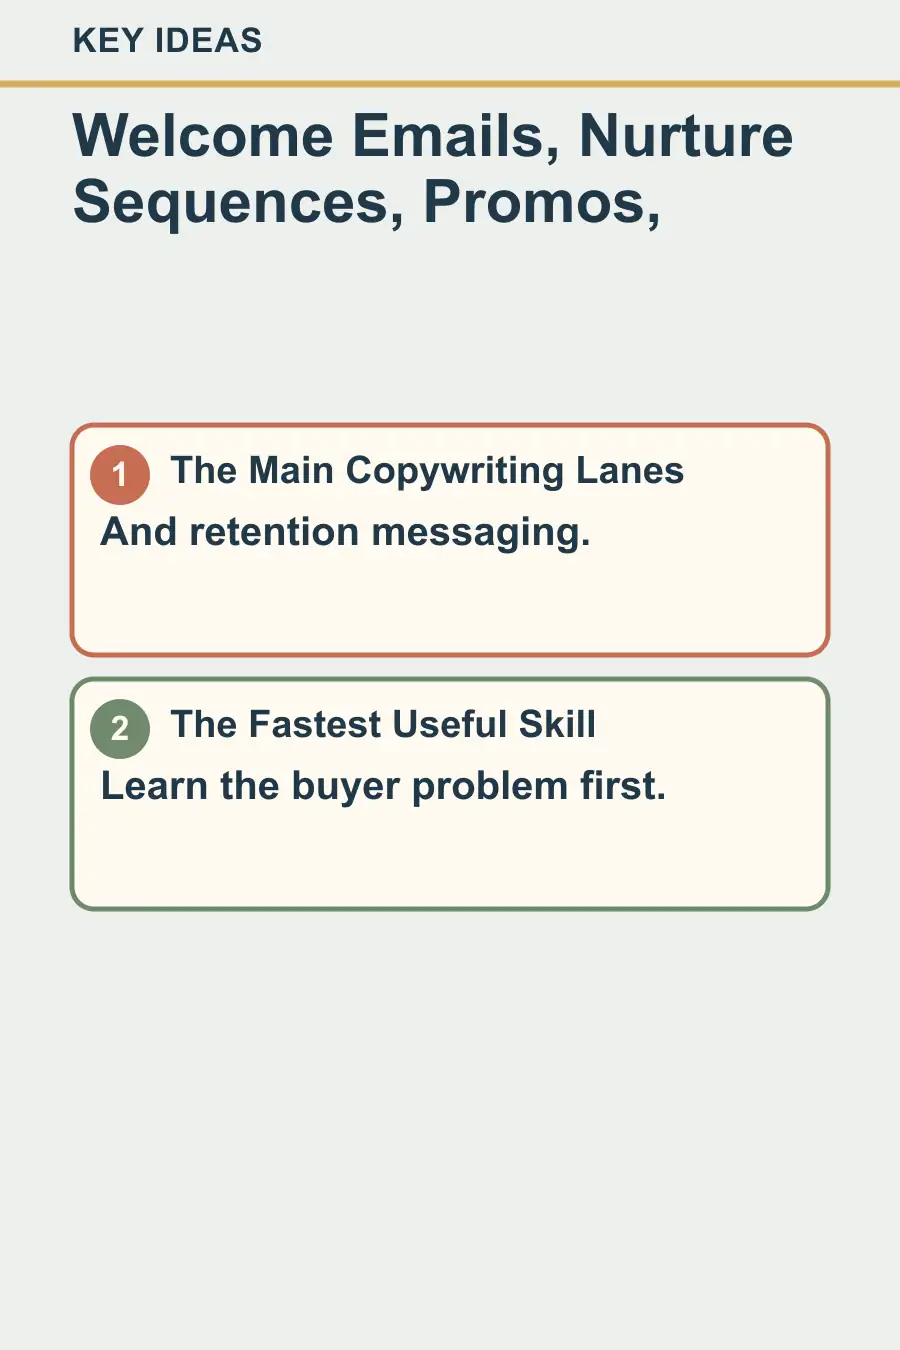 KEY IDEAS
Welcome Emails, Nurture
Sequences, Promos,
1 The Main Copywriting Lanes
And retention messaging.
2 The Fastest Useful Skill
Learn the buyer problem first.